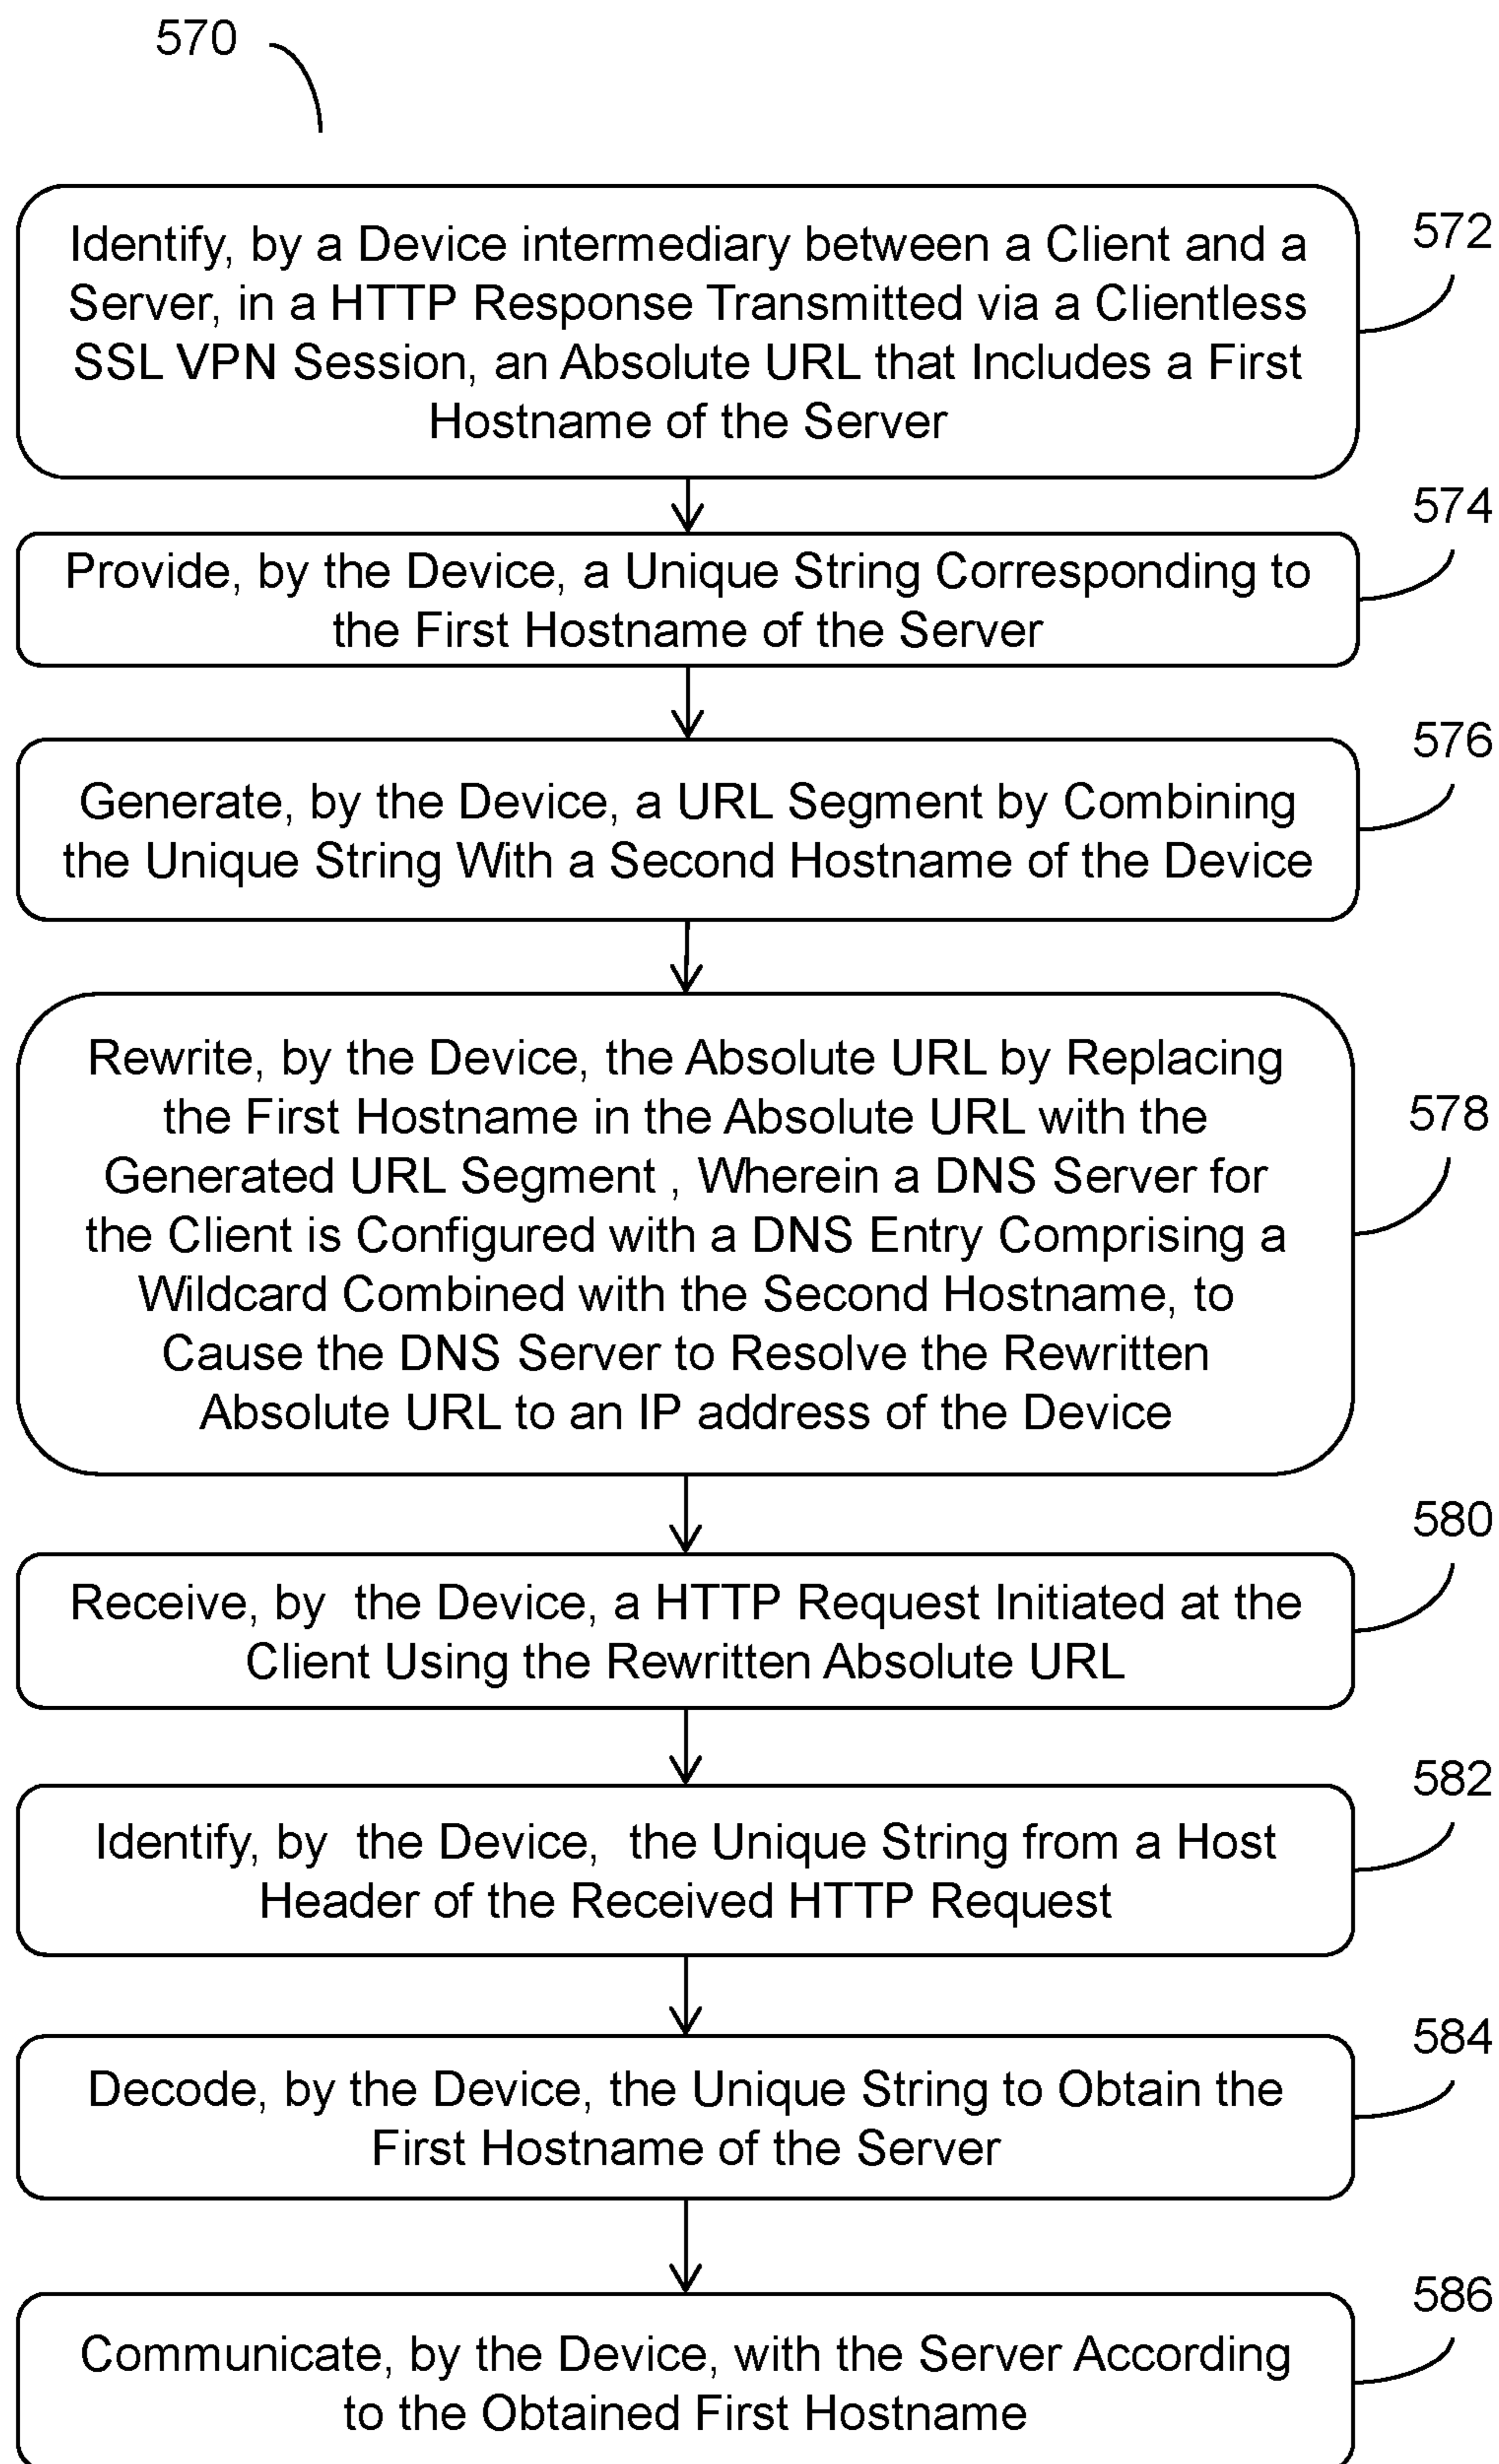 570
Identify, by a Device intermediary between a Client and a
Server, in a HTTP Response Transmitted via a Clientless
SSL VPN Session, an Absolute URL that Includes a First
Hostname of the Server
572
Provide, by the Device, a Unique String Corresponding to
the First Hostname of the Server
574
Generate, by the Device, a URL Segment by Combining
the Unique String With a Second Hostname of the Device
576
Rewrite, by the Device, the Absolute URL by Replacing
the First Hostname in the Absolute URL with the
Generated URL Segment , Wherein a DNS Server for
the Client is Configured with a DNS Entry Comprising a
Wildcard Combined with the Second Hostname, to
Cause the DNS Server to Resolve the Rewritten
Absolute URL to an IP address of the Device
578
Receive, by the Device, a HTTP Request Initiated at the
Client Using the Rewritten Absolute URL
580
Identify, by the Device, the Unique String from a Host
Header of the Received HTTP Request
582
Decode, by the Device, the Unique String to Obtain the
First Hostname of the Server
584
Communicate, by the Device, with the Server According
to the Obtained First Hostname
586